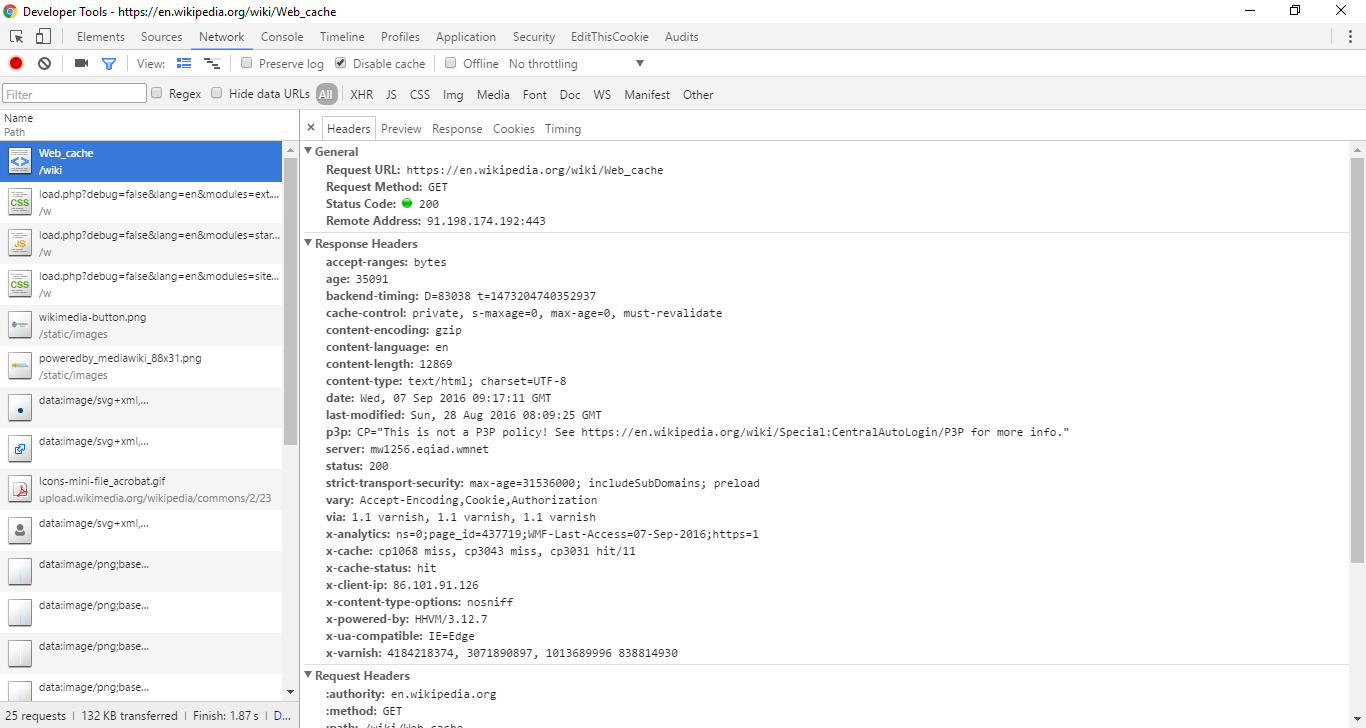 Developer Tools - https://en.wikipedia.org/wiki/Web_cache
Elements Sources Network Console Timeline Profiles Application Security EditThisCookie Audits
View: Preserve log Disable cache Offline No throttling
Filter Regex Hide data URLs All XHR JS CSS Img Media Font Doc WS Manifest Other
Name
Path
Web_cache
/wiki
load.php?debug=false&lang=en&modules=ext....
/w
load.php?debug=false&lang=en&modules=star...
/w
load.php?debug=false&lang=en&modules=site...
/w
wikimedia-button.png
/static/images
poweredby_mediawiki_88x31.png
/static/images
data:image/svg+xml,...
data:image/svg+xml,...
Icons-mini-file_acrobat.gif
upload.wikimedia.org/wikipedia/commons/2/23
data:image/svg+xml,...
data:image/png;base...
data:image/png;base...
data:image/png;base...
data:image/png;base...
25 requests | 132 KB transferred | Finish: 1.87 s | D...
× Headers Preview Response Cookies Timing
General
Request URL: https://en.wikipedia.org/wiki/Web_cache
Request Method: GET
Status Code: 200
Remote Address: 91.198.174.192:443
Response Headers
accept-ranges: bytes
age: 35091
backend-timing: D=83038 t=1473204740352937
cache-control: private, s-maxage=0, max-age=0, must-revalidate
content-encoding: gzip
content-language: en
content-length: 12869
content-type: text/html; charset=UTF-8
date: Wed, 07 Sep 2016 09:17:11 GMT
last-modified: Sun, 28 Aug 2016 08:09:25 GMT
p3p: CP="This is not a P3P policy! See https://en.wikipedia.org/wiki/Special:CentralAutoLogin/P3P for more info."
server: mw1256.eqiad.wmnet
status: 200
strict-transport-security: max-age=31536000; includeSubDomains; preload
vary: Accept-Encoding,Cookie,Authorization
via: 1.1 varnish, 1.1 varnish, 1.1 varnish
x-analytics: ns=0;page_id=437719;WMF-Last-Access=07-Sep-2016;https=1
x-cache: cp1068 miss, cp3043 miss, cp3031 hit/11
x-cache-status: hit
x-client-ip: 86.101.91.126
x-content-type-options: nosniff
x-powered-by: HHVM/3.12.7
x-ua-compatible: IE=Edge
x-varnish: 4184218374, 3071890897, 1013689996 838814930
Request Headers
:authority: en.wikipedia.org
:method: GET
:path: /wiki/Web_cache